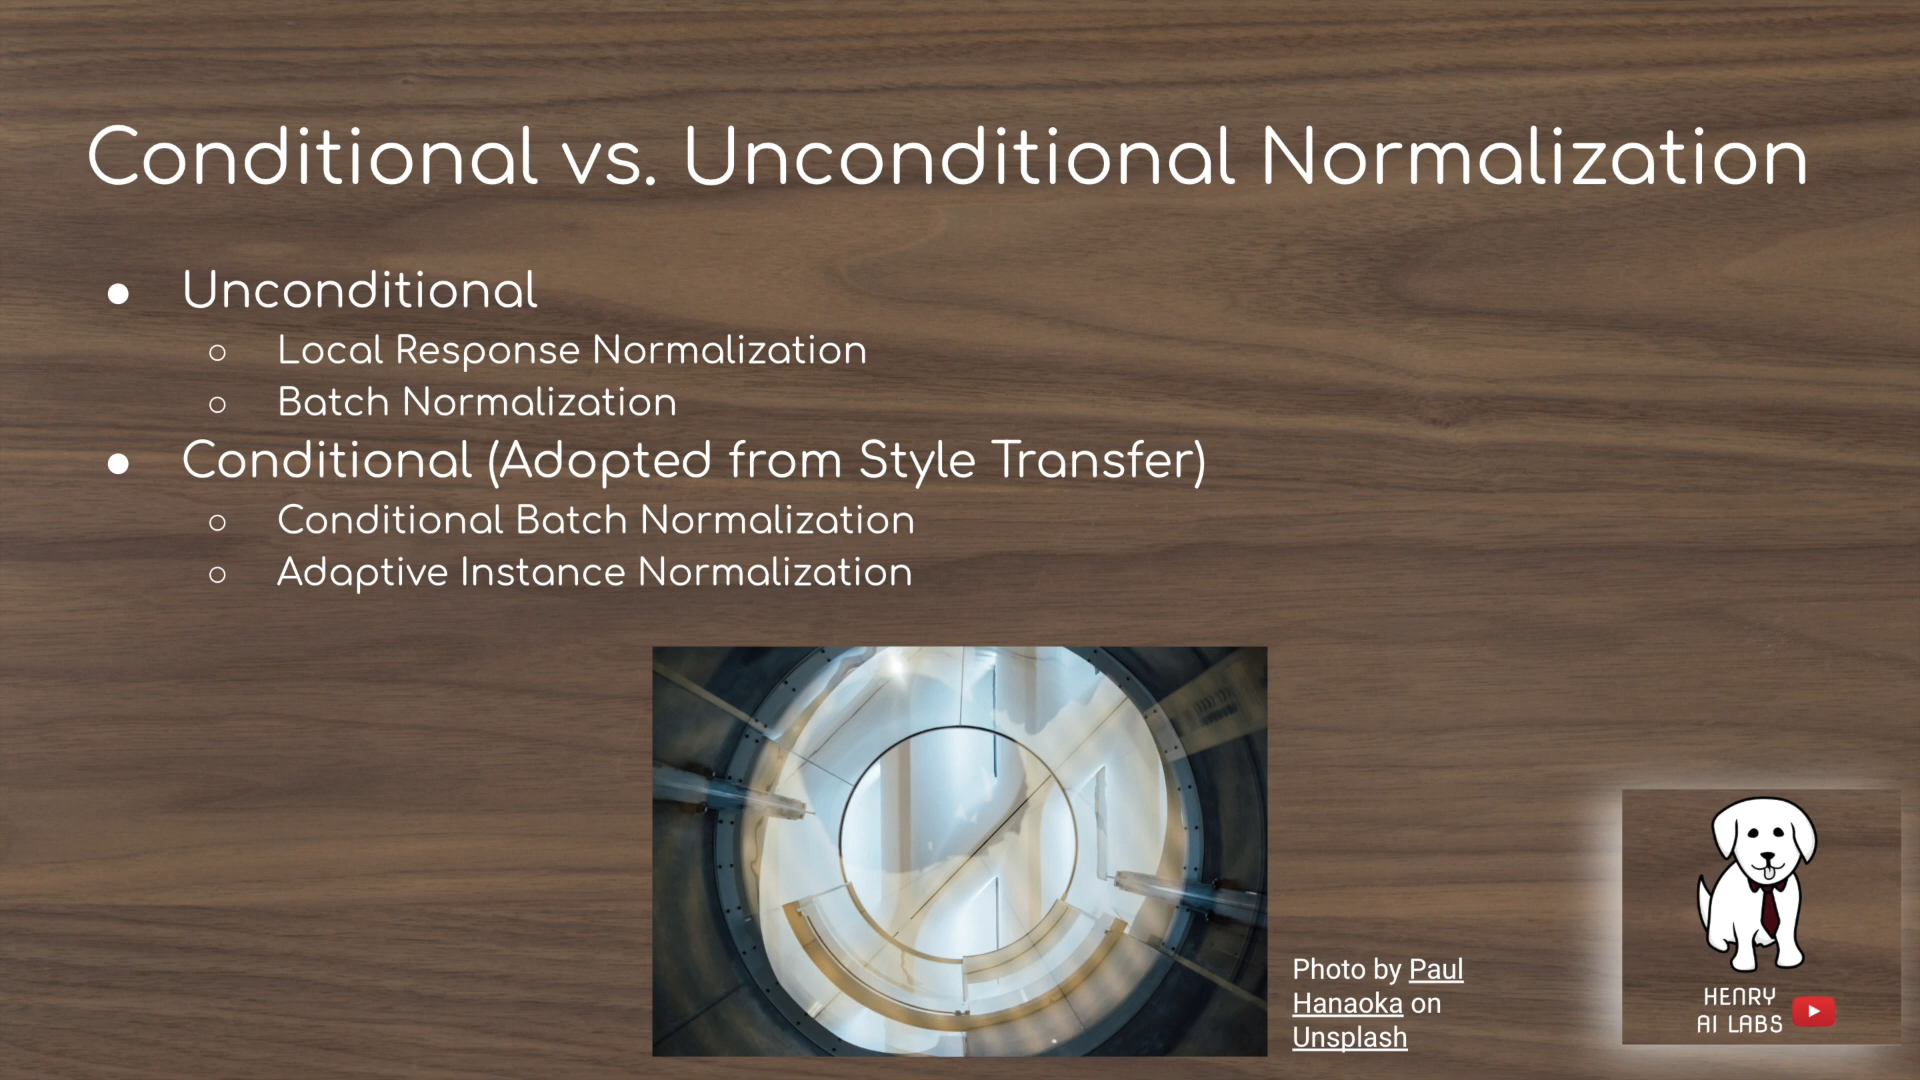 Conditional vs. Unconditional Normalization
● Unconditional
○ Local Response Normalization
○ Batch Normalization
● Conditional (Adopted from Style Transfer)
○ Conditional Batch Normalization
○ Adaptive Instance Normalization
Photo by Paul
Hanaoka on
Unsplash
HENRY
AI LABS